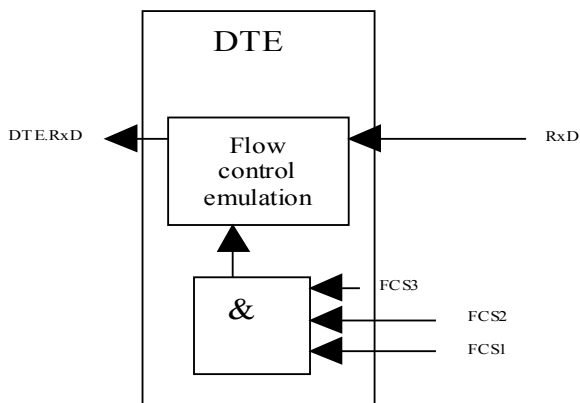 DTE
DTE.RxD
RxD
Flow
control
emulation
&
FCS3
FCS2
FCS1